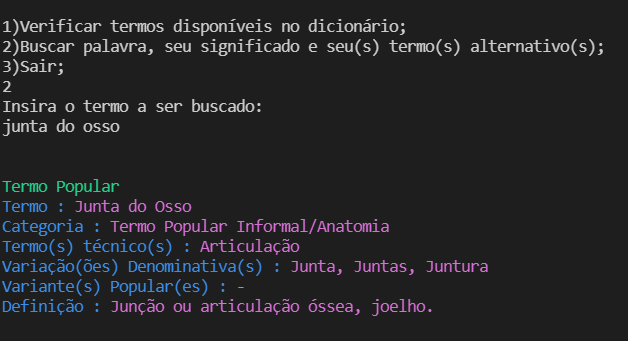 1)Verificar termos disponíveis no dicionário;
2)Buscar palavra, seu significado e seu(s) termo(s) alternativo(s);
3)Sair;
2
Insira o termo a ser buscado:
junta do osso
Termo Popular
Termo : Junta do Osso
Categoria : Termo Popular Informal/Anatomia
Termo(s) técnico(s) : Articulação
Variação(ões) Denominativa(s) : Junta, Juntas, Juntura
Variante(s) Popular(es) : -
Definição : Junção ou articulação óssea, joelho.